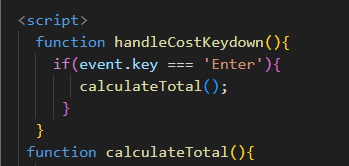 <script>
function handleCostKeydown(){
if(event.key === 'Enter'){
calculateTotal();
}
}
function calculateTotal(){